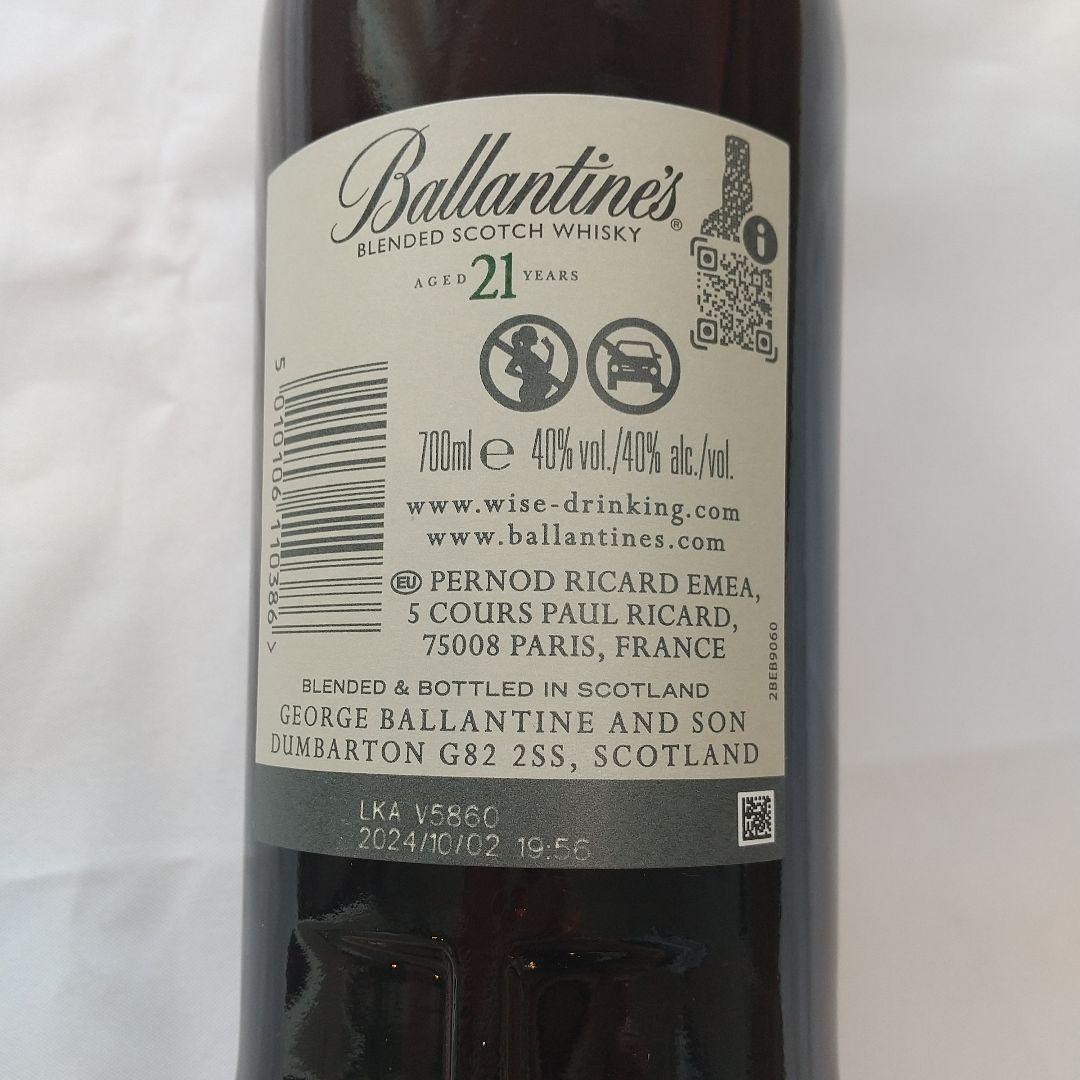 Ballantine's®
BLENDED SCOTCH WHISKY
AGED 21 YEARS
5 010106 110386 >
700ml e 40% vol./40% alc./vol.
www.wise-drinking.com
www.ballantines.com
EU PERNOD RICARD EMEA,
5 COURS PAUL RICARD,
75008 PARIS, FRANCE
2BEB9060
BLENDED & BOTTLED IN SCOTLAND
GEORGE BALLANTINE AND SON
DUMBARTON G82 2SS, SCOTLAND
LKA V5860
2024/10/02 19:56